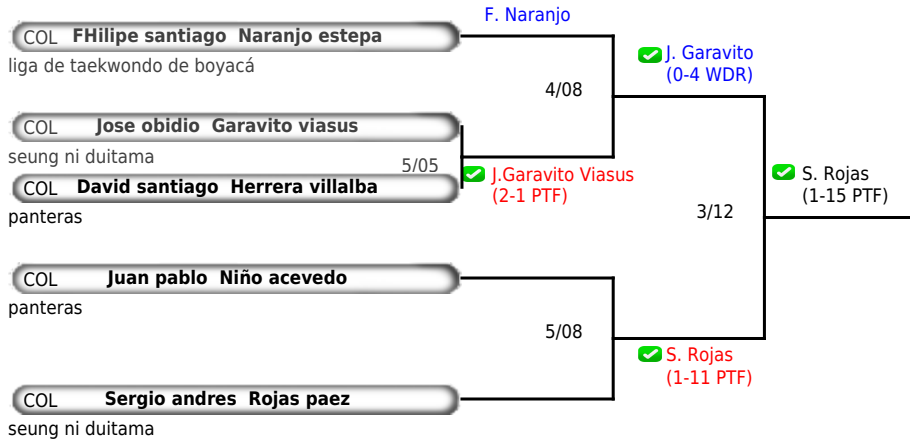 F. Naranjo
COL FHilipe santiago Naranjo estepa
liga de taekwondo de boyacá
J. Garavito
(0-4 WDR)
4/08
COL Jose obidio Garavito viasus
seung ni duitama
5/05
COL David santiago Herrera villalba
panteras
J.Garavito Viasus
(2-1 PTF)
S. Rojas
(1-15 PTF)
3/12
COL Juan pablo Niño acevedo
panteras
5/08
S. Rojas
(1-11 PTF)
COL Sergio andres Rojas paez
seung ni duitama